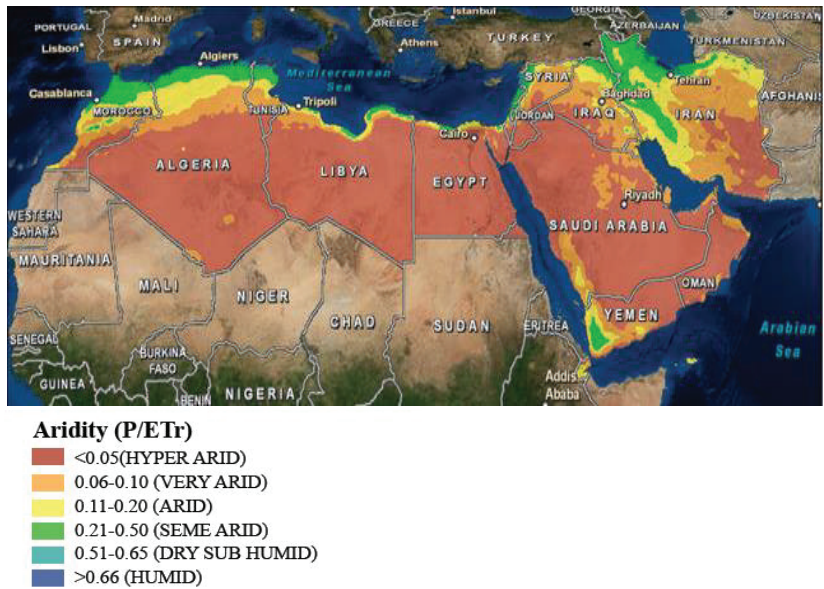 PORTUGAL
Madrid
Lisbon
SPAIN
Istanbul
GREECE
Athens
TURKEY
GEORGIA
AZERBAIJAN
UZBEKISTAN
TURKMENISTAN
Algiers
Mediterranean
Sea
Casablanca
MOROCCO
TUNISIA
Tripoli
SYRIA
Tehran
Baghdad
IRAQ
IRAN
AFGHANIS
JORDAN
Cairo
ALGERIA
LIBYA
EGYPT
Riyadh
SAUDI ARABIA
WESTERN
SAHARA
MAURITANIA
MALI
NIGER
CHAD
SUDAN
ERITREA
YEMEN
OMAN
Arabian
Sea
SENEGAL
BURKINA
FASO
GUINEA
BENIN
NIGERIA
Addis
Ababa
Aridity (P/ETr)
<0.05(HYPER ARID)
0.06-0.10 (VERY ARID)
0.11-0.20 (ARID)
0.21-0.50 (SEME ARID)
0.51-0.65 (DRY SUB HUMID)
>0.66 (HUMID)